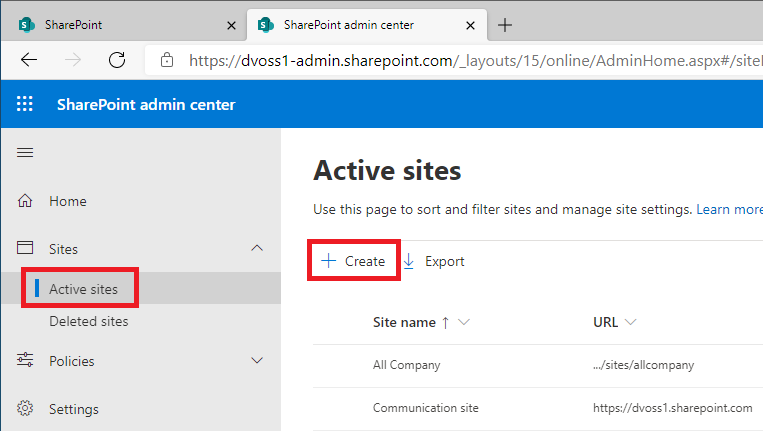 SharePoint
SharePoint admin center
https://dvoss1-admin.sharepoint.com/_layouts/15/online/AdminHome.aspx#/site
SharePoint admin center
Home
Sites
Active sites
Deleted sites
Policies
Settings
Active sites
Use this page to sort and filter sites and manage site settings. Learn more
Create
Export
Site name
URL
All Company
.../sites/allcompany
Communication site
https://dvoss1.sharepoint.com